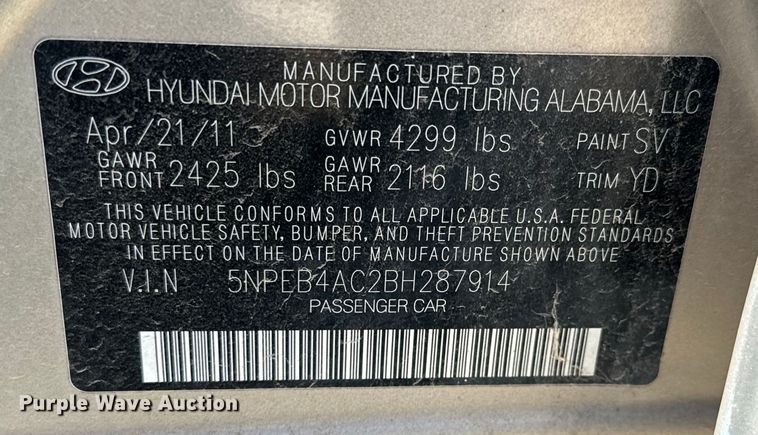 MANUFACTURED BY
HYUNDAI MOTOR MANUFACTURING ALABAMA, LLC
Apr/21/11 GVWR 4299 lbs PAINT SV
GAWR FRONT 2425 lbs GAWR REAR 2116 lbs TRIM YD
THIS VEHICLE CONFORMS TO ALL APPLICABLE U.S.A. FEDERAL
MOTOR VEHICLE SAFETY, BUMPER, AND THEFT PREVENTION STANDARDS
IN EFFECT ON THE DATE OF MANUFACTURE SHOWN ABOVE
V.I.N 5NPEB4AC2BH287914
PASSENGER CAR
Purple Wave Auction